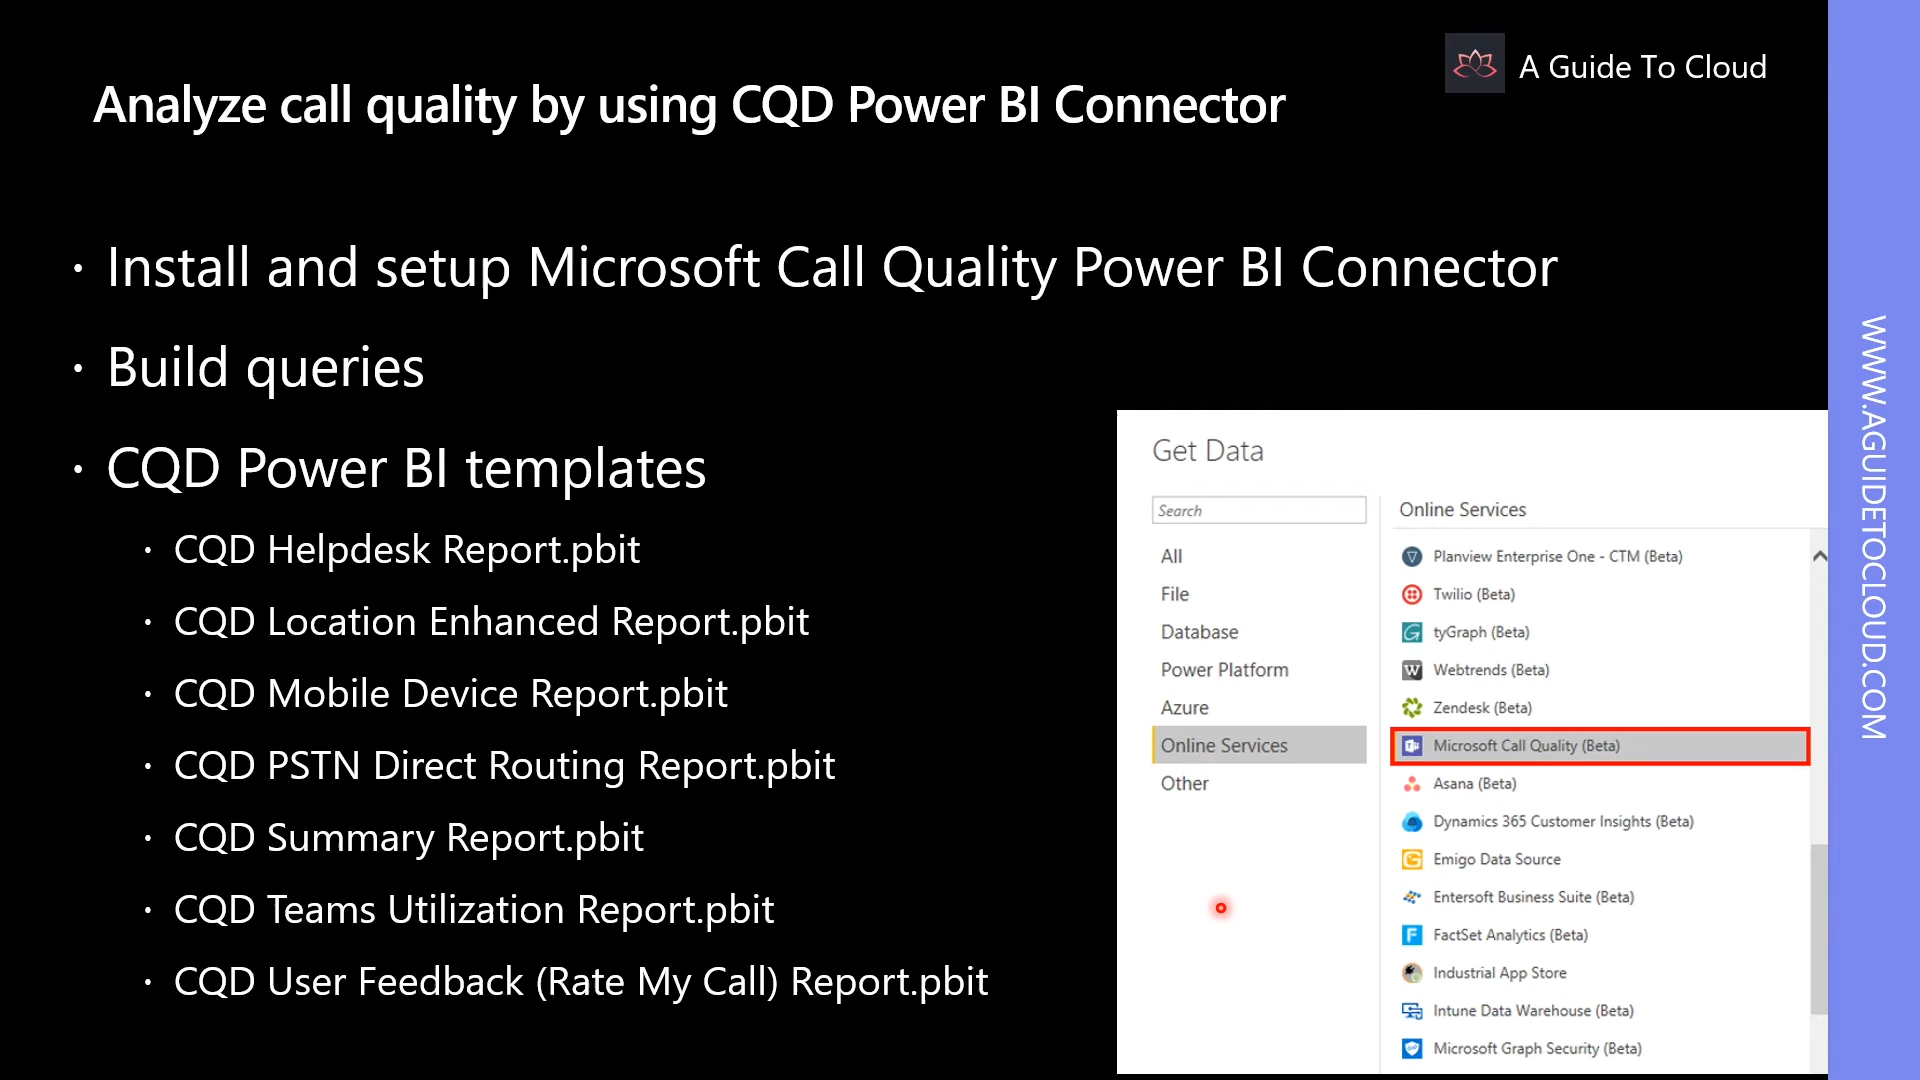 A Guide To Cloud
Analyze call quality by using CQD Power BI Connector
· Install and setup Microsoft Call Quality Power BI Connector
· Build queries
· CQD Power BI templates
· CQD Helpdesk Report.pbit
· CQD Location Enhanced Report.pbit
· CQD Mobile Device Report.pbit
· CQD PSTN Direct Routing Report.pbit
· CQD Summary Report.pbit
· CQD Teams Utilization Report.pbit
· CQD User Feedback (Rate My Call) Report.pbit
Get Data
Search
All
File
Database
Power Platform
Azure
Online Services
Other
Online Services
Planview Enterprise One - CTM (Beta)
Twilio (Beta)
tyGraph (Beta)
Webtrends (Beta)
Zendesk (Beta)
Microsoft Call Quality (Beta)
Asana (Beta)
Dynamics 365 Customer Insights (Beta)
Emigo Data Source
Entersoft Business Suite (Beta)
FactSet Analytics (Beta)
Industrial App Store
Intune Data Warehouse (Beta)
Microsoft Graph Security (Beta)
WWW.AGUIDETOCLOUD.COM